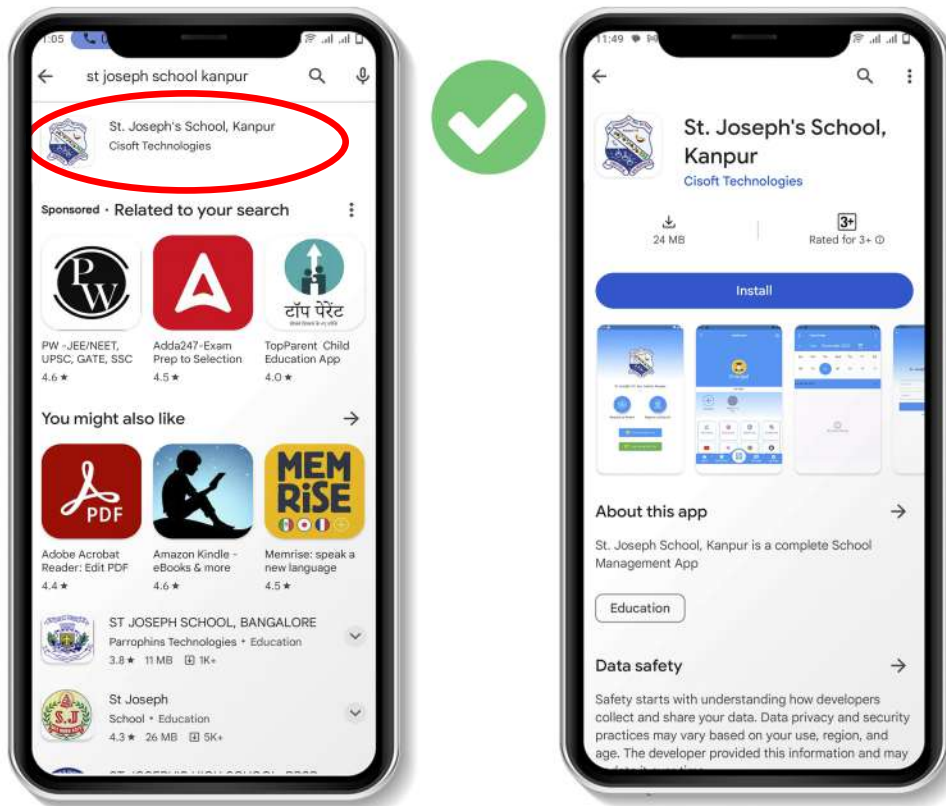 1:05
st joseph school kanpur
St. Joseph's School, Kanpur
Cisoft Technologies
Sponsored · Related to your search
PW
टॉप पेरेंट
PW -JEE/NEET,
UPSC, GATE, SSC
4.6 ★
Adda247-Exam
Prep to Selection
4.5 ★
TopParent Child
Education App
4.0 ★
You might also like
PDF
MEM
RiSE
Adobe Acrobat
Reader: Edit PDF
4.4 ★
Amazon Kindle -
eBooks & more
4.6 ★
Memrise: speak a
new language
4.5 ★
ST JOSEPH SCHOOL, BANGALORE
Parrophins Technologies • Education
3.8 ★ 11 MB 1K+
S.J
St Joseph
School • Education
4.3 ★ 26 MB 5K+
11:49
St. Joseph's School,
Kanpur
Cisoft Technologies
24 MB
3+
Rated for 3+
Install
About this app
St. Joseph School, Kanpur is a complete School
Management App
Education
Data safety
Safety starts with understanding how developers
collect and share your data. Data privacy and security
practices may vary based on your use, region, and
age. The developer provided this information and may